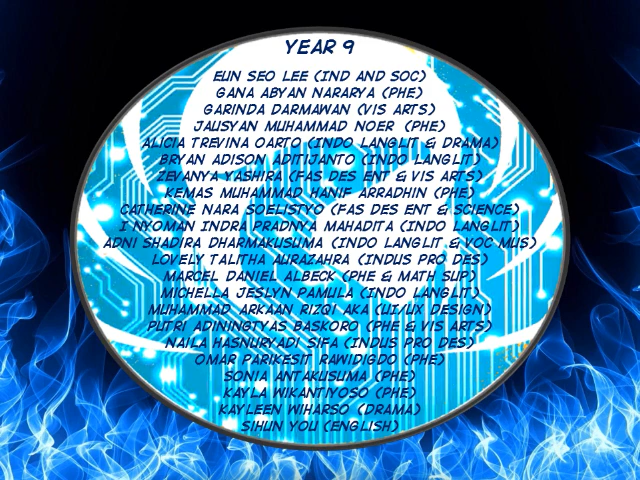 YEAR 9
EUN SEO LEE (IND AND SOC)
GANA ABYAN NARARYA (PHE)
GARINDA DARMAWAN (VIS ARTS)
JAUSYAN MUHAMMAD NOER (PHE)
ALICIA TREVINA OARTO (INDO LANGLIT & DRAMA)
BRYAN ADISON ADITIJANTO (INDO LANGLIT)
ZEVANYA YASHIRA (FAS DES ENT & VIS ARTS)
KEMAS MUHAMMAD HANIF ARRADHIN (PHE)
CATHERINE NARA SOELISTYO (FAS DES ENT & SCIENCE)
I NYOMAN INDRA PRADNYA MAHADITA (INDO LANGLIT)
ADNI SHADIRA DHARMAKUSUMA (INDO LANGLIT & VOC MUS)
LOVELY TALITHA AURAZAHRA (INDUS PRO DES)
MARCEL DANIEL ALBECK (PHE & MATH SUP)
MICHELLA JESLYN PAMULA (INDO LANGLIT)
MUHAMMAD ARKAAN RIZQI AKA (UI/UX DESIGN)
PUTRI ADININGTYAS BASKORO (PHE & VIS ARTS)
NAILA HASNURYADI SIFA (INDUS PRO DES)
OMAR PARIKESIT RAWIDIGDO (PHE)
SONIA ANTAKUSUMA (PHE)
KAYLA WIKANTIYOSO (PHE)
KAYLEEN WIHARSO (DRAMA)
SIHUN YOU (ENGLISH)